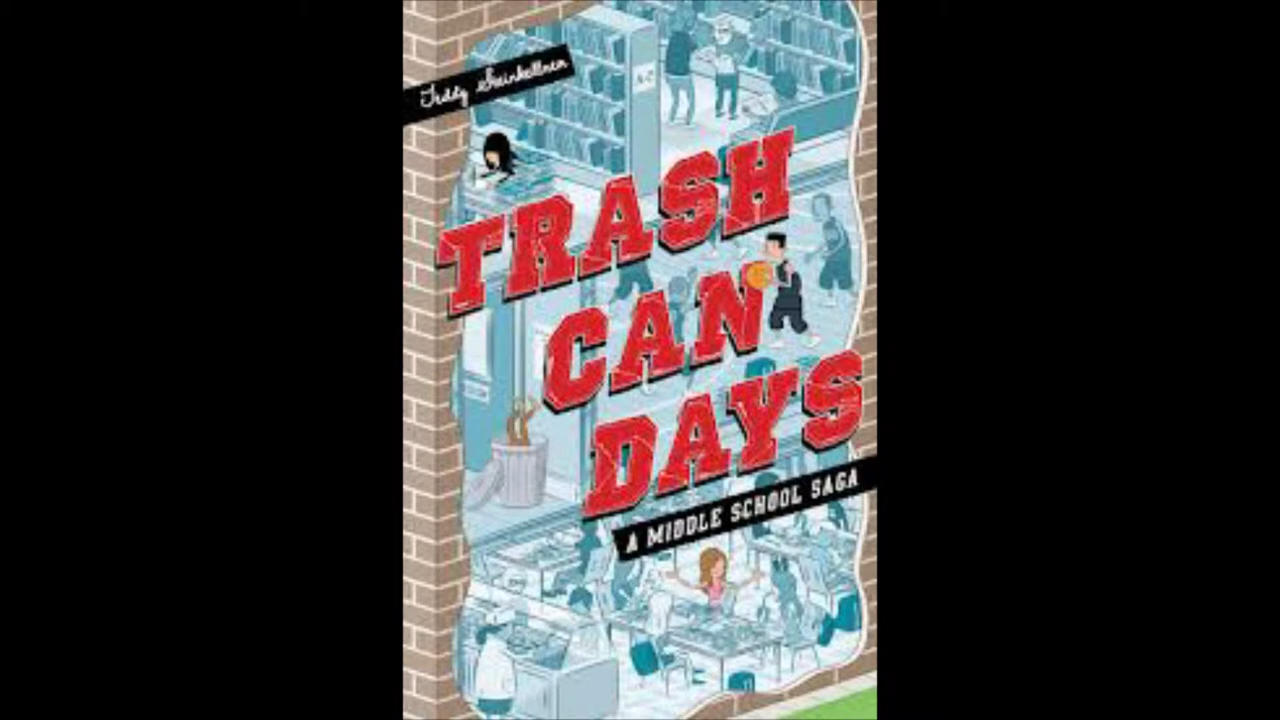 Teddy Steinkellner
A-C
TRASH
CAN
DAYS
A MIDDLE SCHOOL SAGA